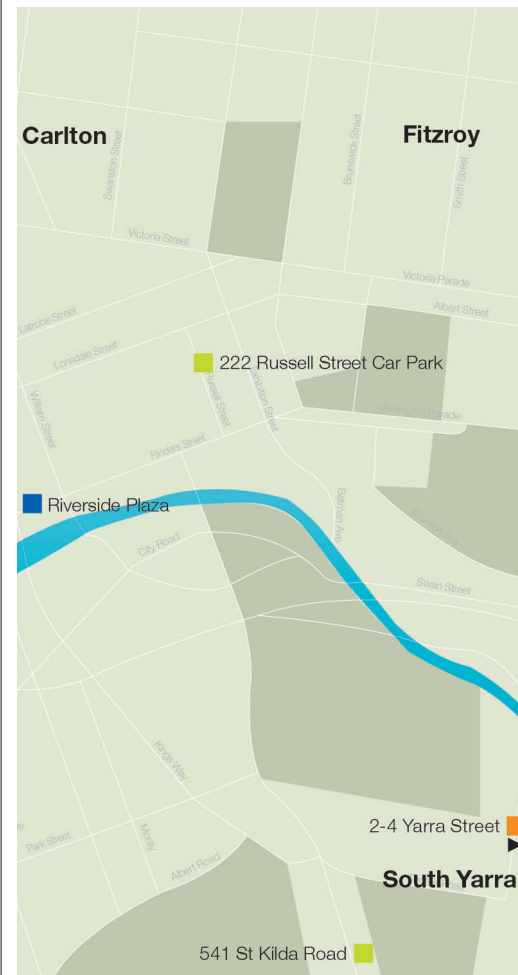 Carlton
Fitzroy
Swanston Street
Brunswick Street
Smith Street
Victoria Street
Victoria Parade
Albert Street
Latroba Street
Lonsdale Street
222 Russell Street Car Park
Russell Street
Exhibition Street
William Street
Wellington Parade
Flinders Street
Riverside Plaza
Batman Ave
City Road
Swan Street
Kings Way
2-4 Yarra Street
Park Street
Moray
Albert Road
South Yarra
541 St Kilda Road